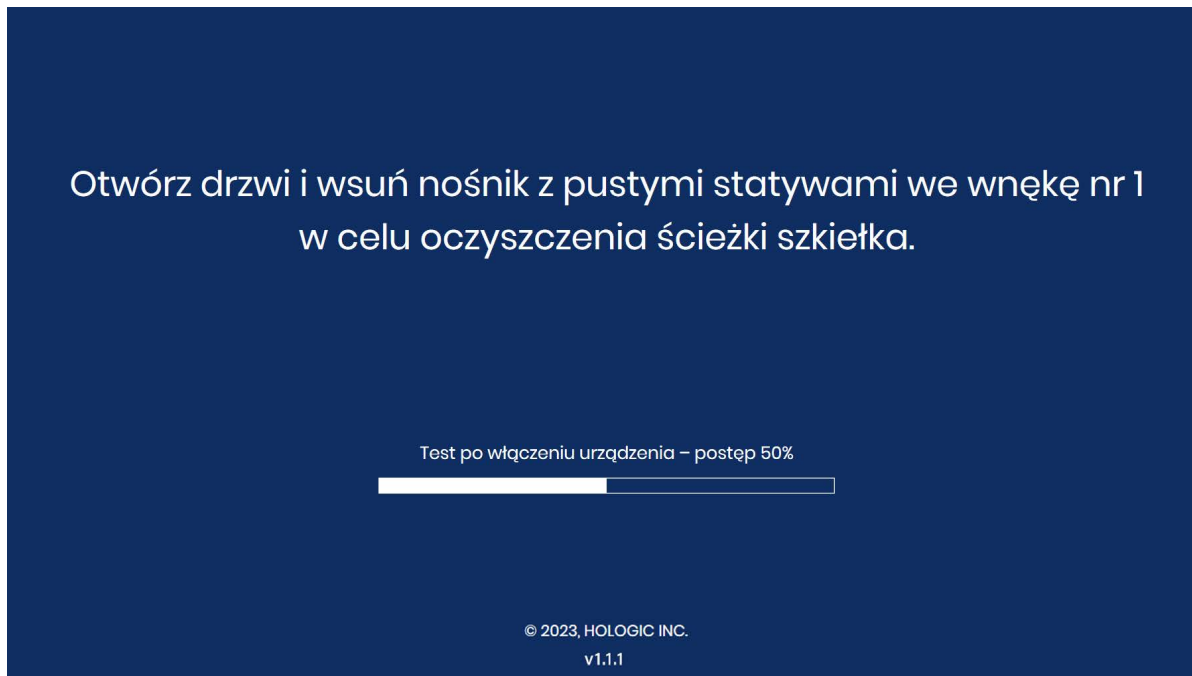 Otwórz drzwi i wsuń nośnik z pustymi statywami we wnękę nr 1
w celu oczyszczenia ścieżki szkiełka.
Test po włączeniu urządzenia – postęp 50%
© 2023, HOLOGIC INC.
v1.1.1